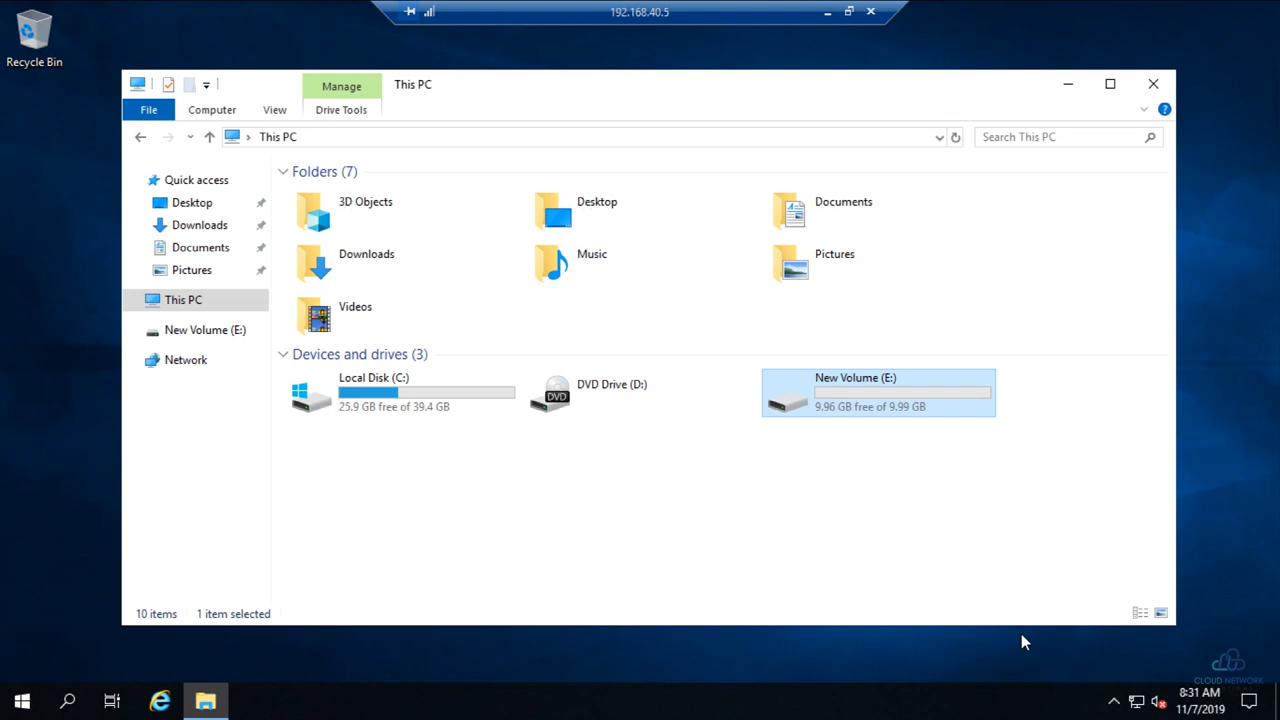 192.168.40.5
Recycle Bin
Manage
This PC
File
Computer
View
Drive Tools
This PC
Search This PC
Quick access
Desktop
Downloads
Documents
Pictures
This PC
New Volume (E:)
Network
Folders (7)
3D Objects
Desktop
Documents
Downloads
Music
Pictures
Videos
Devices and drives (3)
Local Disk (C:)
25.9 GB free of 39.4 GB
DVD
DVD Drive (D:)
New Volume (E:)
9.96 GB free of 9.99 GB
10 items
1 item selected
CLOUD NETWORK
8:31 AM
11/7/2019